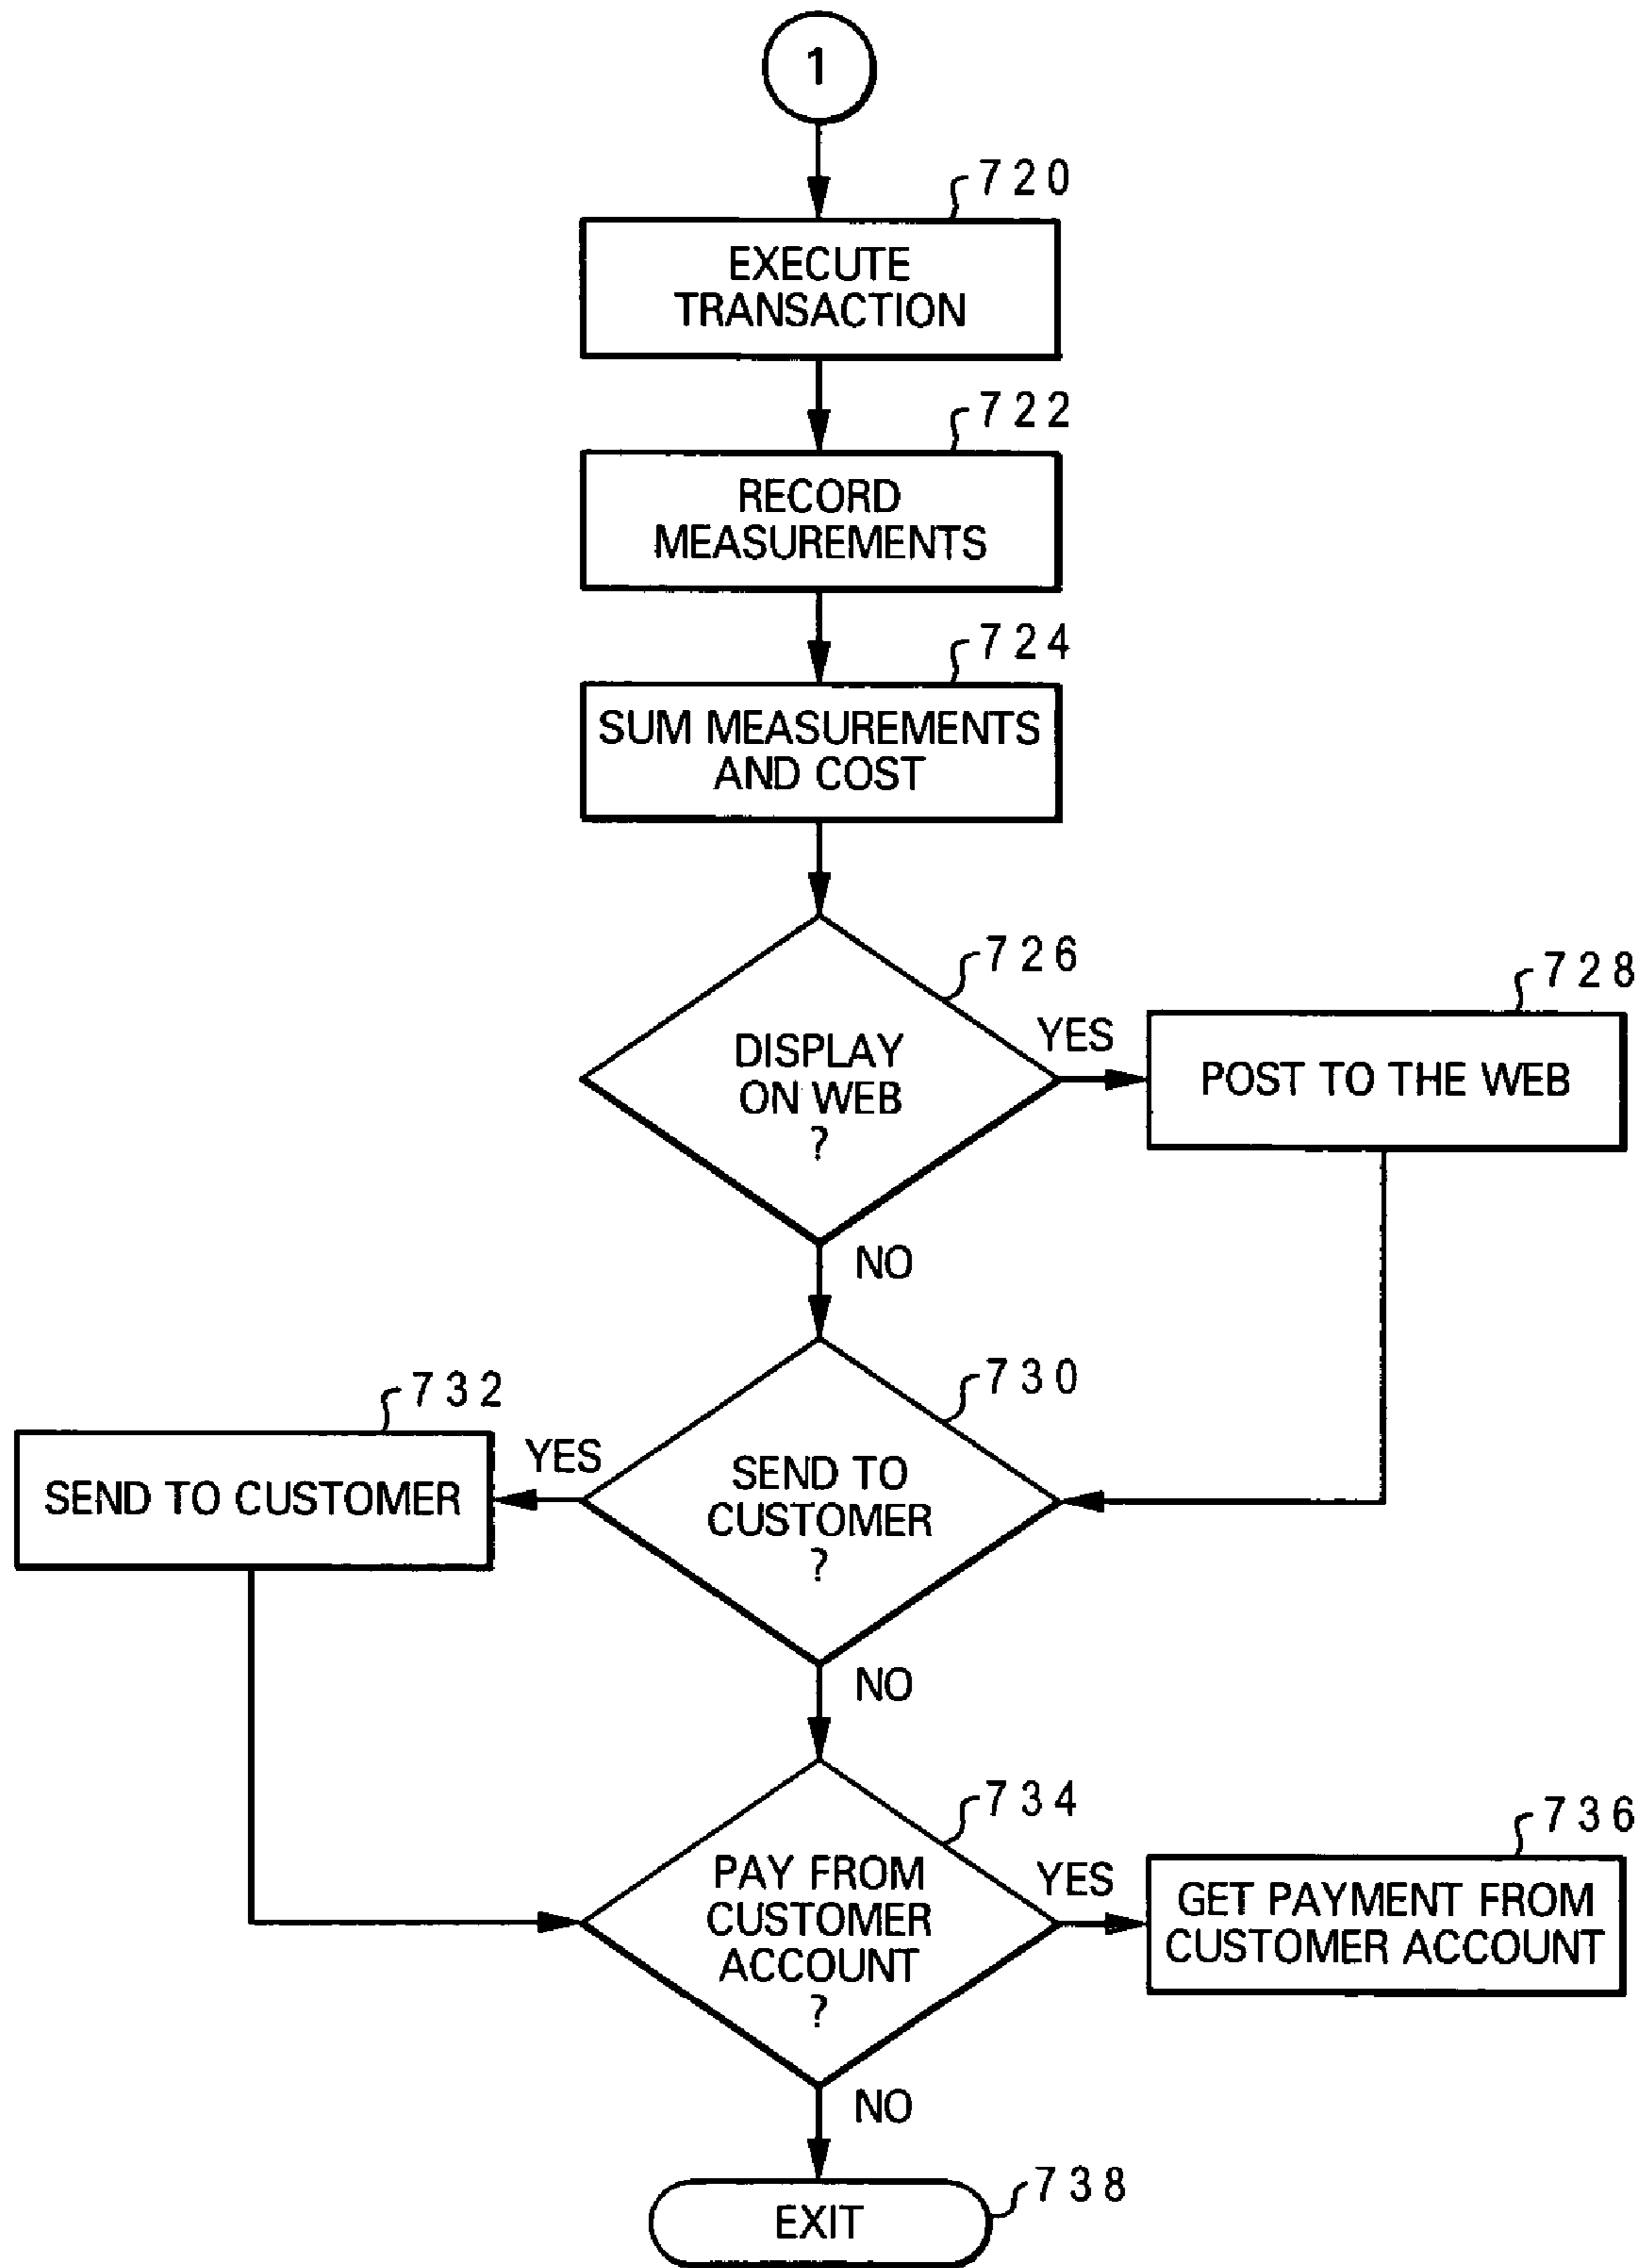 1
720
EXECUTE
TRANSACTION
722
RECORD
MEASUREMENTS
724
SUM MEASUREMENTS
AND COST
726
DISPLAY
ON WEB
?
YES
728
POST TO THE WEB
NO
730
SEND TO
CUSTOMER
?
YES
732
SEND TO CUSTOMER
NO
734
PAY FROM
CUSTOMER
ACCOUNT
?
YES
736
GET PAYMENT FROM
CUSTOMER ACCOUNT
NO
738
EXIT